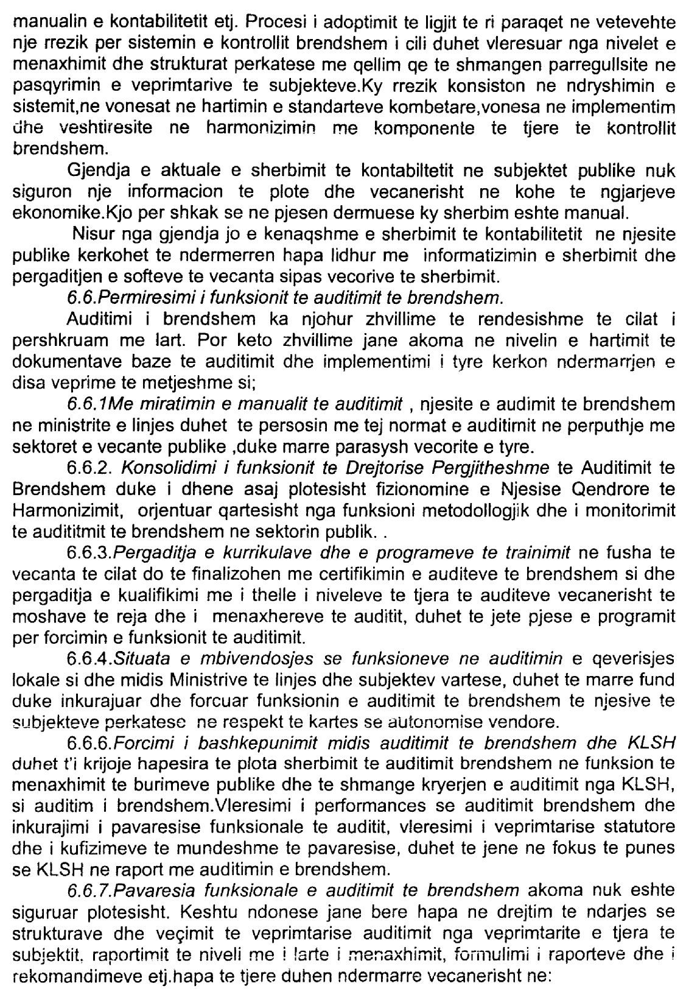 manualin e kontabilitetit etj. Procesi i adoptimit te ligjit te ri paraqet ne vetevehte
nje rrezik per sistemin e kontrollit brendshem i cili duhet vleresuar nga nivelet e
menaxhimit dhe strukturat perkatese me qellim qe te shmangen parregullsite ne
pasqyrimin e veprimtarive te subjekteve.Ky rrezik konsiston ne ndryshimin e
sistemit,ne vonesat ne hartimin e standarteve kombetare,vonesa ne implementim
dhe veshtiresite ne harmonizimin me komponente te tjere te kontrollit
brendshem.
Gjendja e aktuale e sherbimit te kontabiltetit ne subjektet publike nuk
siguron nje informacion te plote dhe vecanerisht ne kohe te ngjarjeve
ekonomike.Kjo per shkak se ne pjesen dermuese ky sherbim eshte manual.
Nisur nga gjendja jo e kenaqshme e sherbimit te kontabilitetit ne njesite
publike kerkohet te ndermerren hapa lidhur me informatizimin e sherbimit dhe
pergaditjen e softeve te vecanta sipas vecorive te sherbimit.
6.6.Permiresimi i funksionit te auditimit te brendshem.
Auditimi i brendshem ka njohur zhvillime te rendesishme te cilat i
pershkruam me lart. Por keto zhvillime jane akoma ne nivelin e hartimit te
dokumentave baze te auditimit dhe implementimi i tyre kerkon ndermarrjen e
disa veprime te metjeshme si;
6.6.1Me miratimin e manualit te auditimit , njesite e audimit te brendshem
ne ministrite e linjes duhet te persosin me tej normat e auditimit ne perputhje me
sektoret e vecante publike ,duke marre parasysh vecorite e tyre.
6.6.2. Konsolidimi i funksionit te Drejtorise Pergjitheshme te Auditimit te
Brendshem duke i dhene asaj plotesisht fizionomine e Njesise Qendrore te
Harmonizimit, orjentuar qartesisht nga funksioni metodollogjik dhe i monitorimit
te audititmit te brendshem ne sektorin publik. .
6.6.3.Pergaditja e kurrikulave dhe e programeve te trainimit ne fusha te
vecanta te cilat do te finalizohen me certifikimin e auditeve te brendshem si dhe
pergaditja e kualifikimi me i thelle i niveleve te tjera te auditeve vecanerisht te
moshave te reja dhe i menaxhereve te auditit, duhet te jete pjese e programit
per forcimin e funksionit te auditimit.
6.6.4.Situata e mbivendosjes se funksioneve ne auditimin e qeverisjes
lokale si dhe midis Ministrive te linjes dhe subjektev vartese, duhet te marre fund
duke inkurajuar dhe forcuar funksionin e auditimit te brendshem te njesive te
subjekteve perkatese ne respekt te kartes se autonomise vendore.
6.6.6.Forcimi i bashkepunimit midis auditimit te brendshem dhe KLSH
duhet t'i krijoje hapesira te plota sherbimit te auditimit brendshem ne funksion te
menaxhimit te burimeve publike dhe te shmange kryerjen e auditimit nga KLSH,
si auditim i brendshem.Vleresimi i performances se auditimit brendshem dhe
inkurajimi i pavaresise funksionale te auditit, vleresimi i veprimtarise statutore
dhe i kufizimeve te mundeshme te pavaresise, duhet te jene ne fokus te punes
se KLSH ne raport me auditimin e brendshem.
6.6.7.Pavaresia funksionale e auditimit te brendshem akoma nuk eshte
siguruar plotesisht. Keshtu ndonese jane bere hapa ne drejtim te ndarjes se
strukturave dhe veçimit te veprimtarise auditimit nga veprimtarite e tjera te
subjektit, raportimit te niveli me i larte i menaxhimit, formulimi i raporteve dhe i
rekomandimeve etj.hapa te tjere duhen ndermarre vecanerisht ne: